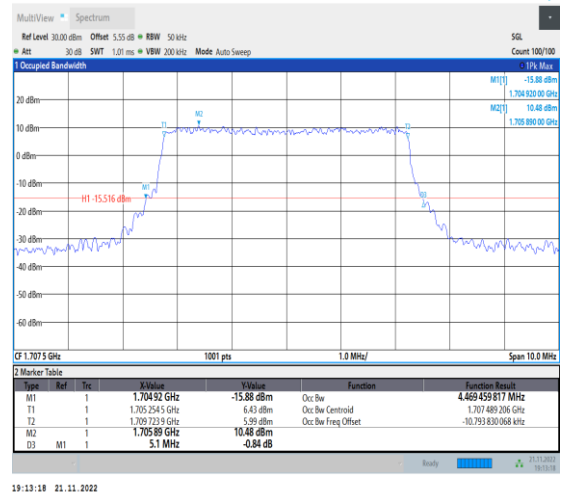 MultiView Spectrum
Ref Level 30.00 dBm Offset 5.55 dB RBW 50 kHz SGL
Att 30 dB SWT 1.01 ms VBW 200 kHz Mode Auto Sweep Count 100/100
1 Occupied Bandwidth 1Pk Max
M1[1] -15.88 dBm
1.704 920 00 GHz
M2[1] 10.48 dBm
1.705 890 00 GHz
20 dBm
M2
10 dBm T1 T2
0 dBm
-10 dBm
M1 D3
H1 -15.516 dBm
-20 dBm
-30 dBm
-40 dBm
-50 dBm
-60 dBm
CF 1.707 5 GHz 1001 pts 1.0 MHz/ Span 10.0 MHz
2 Marker Table
Type Ref Trc X-Value Y-Value Function Function Result
M1 1 1.704 92 GHz -15.88 dBm Occ Bw 4.469 459 817 MHz
T1 1 1.705 254 5 GHz 6.43 dBm Occ Bw Centroid 1.707 489 206 GHz
T2 1 1.709 723 9 GHz 5.99 dBm Occ Bw Freq Offset -10.793 830 068 kHz
M2 1 1.705 89 GHz 10.48 dBm
D3 M1 1 5.1 MHz -0.84 dB
Ready 21.11.2022
19:13:18
19:13:18 21.11.2022